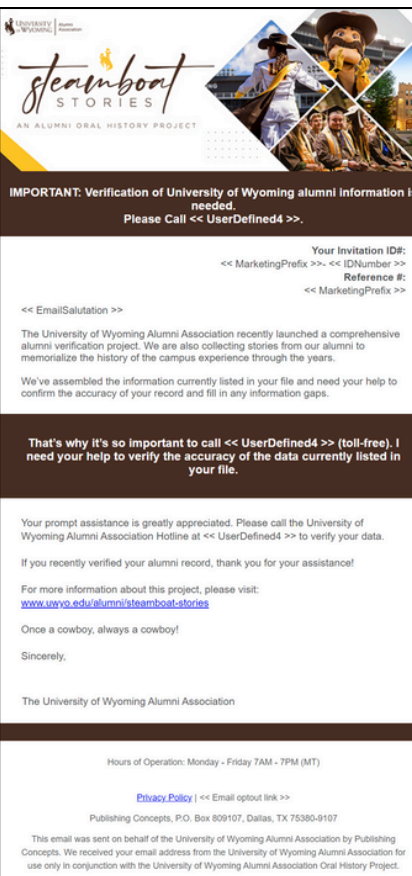 UNIVERSITY
OF WYOMING
Alumni
Association
steamboat
STORIES
AN ALUMNI ORAL HISTORY PROJECT
IMPORTANT: Verification of University of Wyoming alumni information is
needed.
Please Call << UserDefined4 >>.
Your Invitation ID#:
<< MarketingPrefix >>- << IDNumber >>
Reference #:
<< MarketingPrefix >>
<< EmailSalutation >>
The University of Wyoming Alumni Association recently launched a comprehensive
alumni verification project. We are also collecting stories from our alumni to
memorialize the history of the campus experience through the years.
We've assembled the information currently listed in your file and need your help to
confirm the accuracy of your record and fill in any information gaps.
That's why it's so important to call << UserDefined4 >> (toll-free). I
need your help to verify the accuracy of the data currently listed in
your file.
Your prompt assistance is greatly appreciated. Please call the University of
Wyoming Alumni Association Hotline at << UserDefined4 >> to verify your data.
If you recently verified your alumni record, thank you for your assistance!
For more information about this project, please visit:
www.uwyo.edu/alumni/steamboat-stories
Once a cowboy, always a cowboy!
Sincerely,
The University of Wyoming Alumni Association
Hours of Operation: Monday - Friday 7AM - 7PM (MT)
Privacy Policy | << Email optout link >>
Publishing Concepts, P.O. Box 809107, Dallas, TX 75380-9107
This email was sent on behalf of the University of Wyoming Alumni Association by Publishing
Concepts. We received your email address from the University of Wyoming Alumni Association for
use only in conjunction with the University of Wyoming Alumni Association Oral History Project.